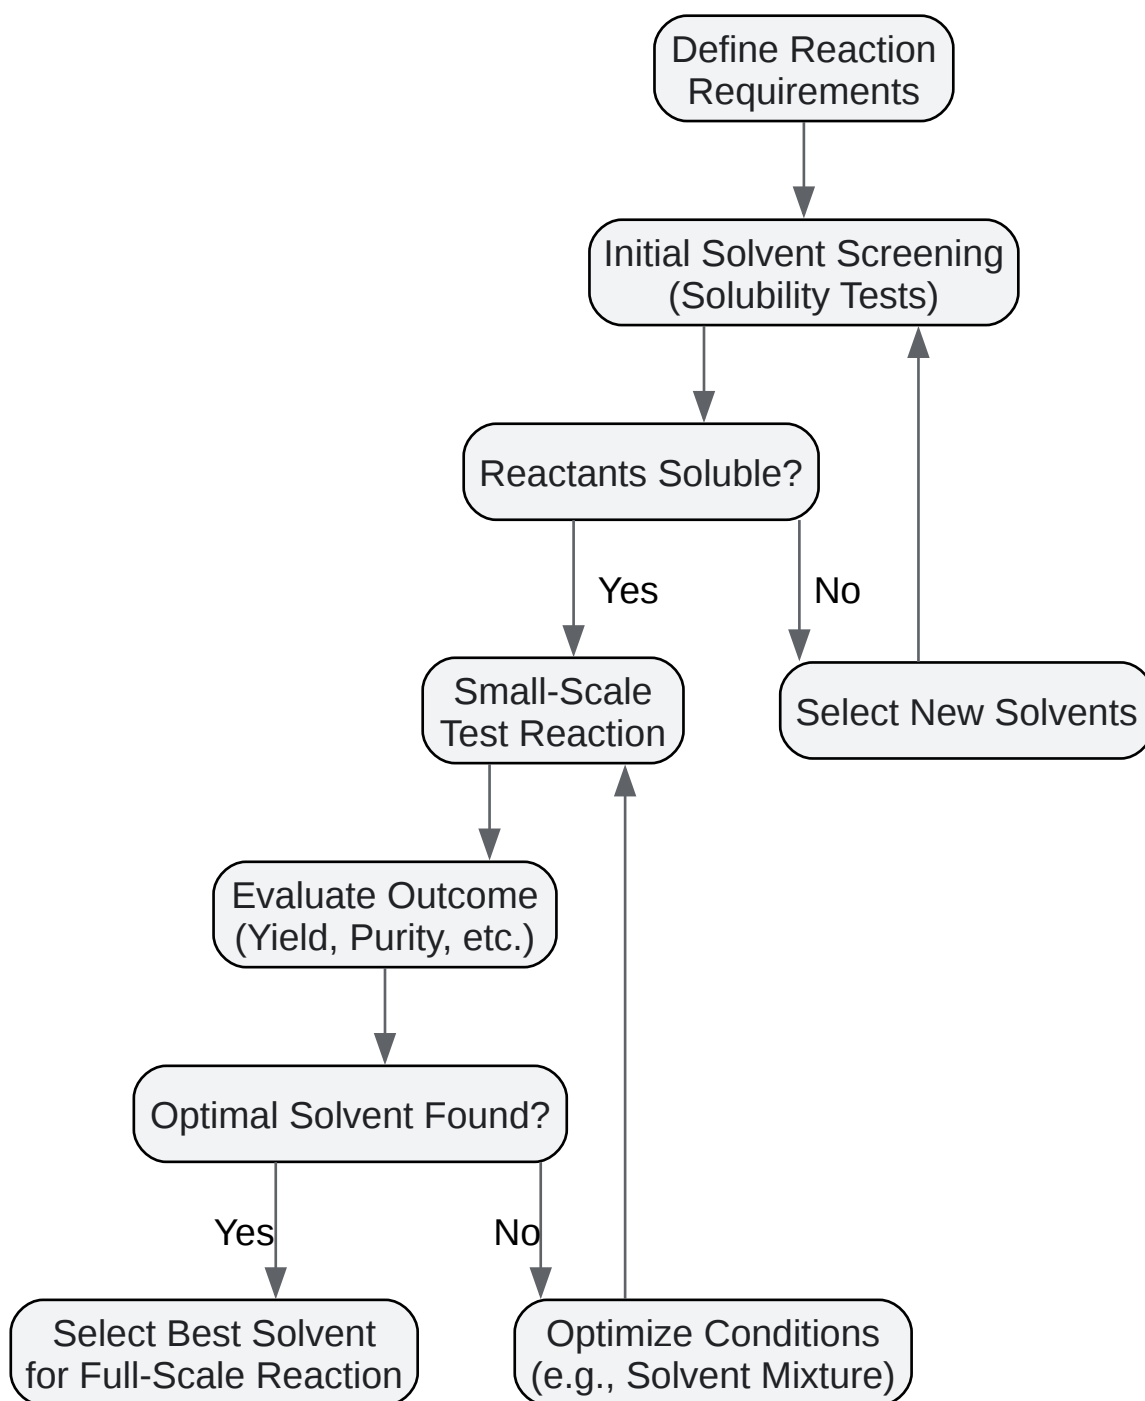 Define Reaction
Requirements
Initial Solvent Screening
(Solubility Tests)
Reactants Soluble?
Yes
No
Small-Scale
Test Reaction
Select New Solvents
Evaluate Outcome
(Yield, Purity, etc.)
Optimal Solvent Found?
Yes
No
Select Best Solvent
for Full-Scale Reaction
Optimize Conditions
(e.g., Solvent Mixture)